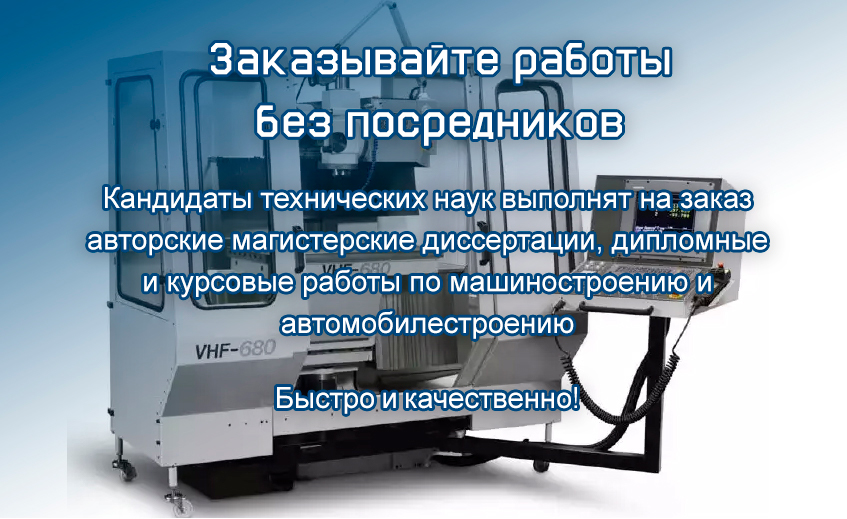 Заказывайте работы
без посредников
Кандидаты технических наук выполнят на заказ
авторские магистерские диссертации, дипломные
и курсовые работы по машиностроению и
автомобилестроению
VHF-680
VHF-680
Быстро и качественно!